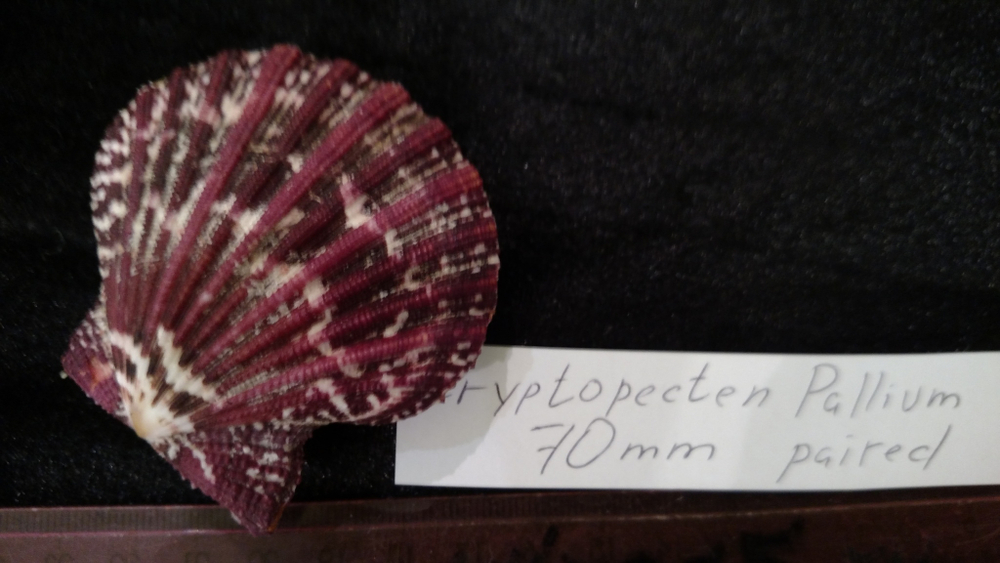 ryptopecten Pallium
70mm paired